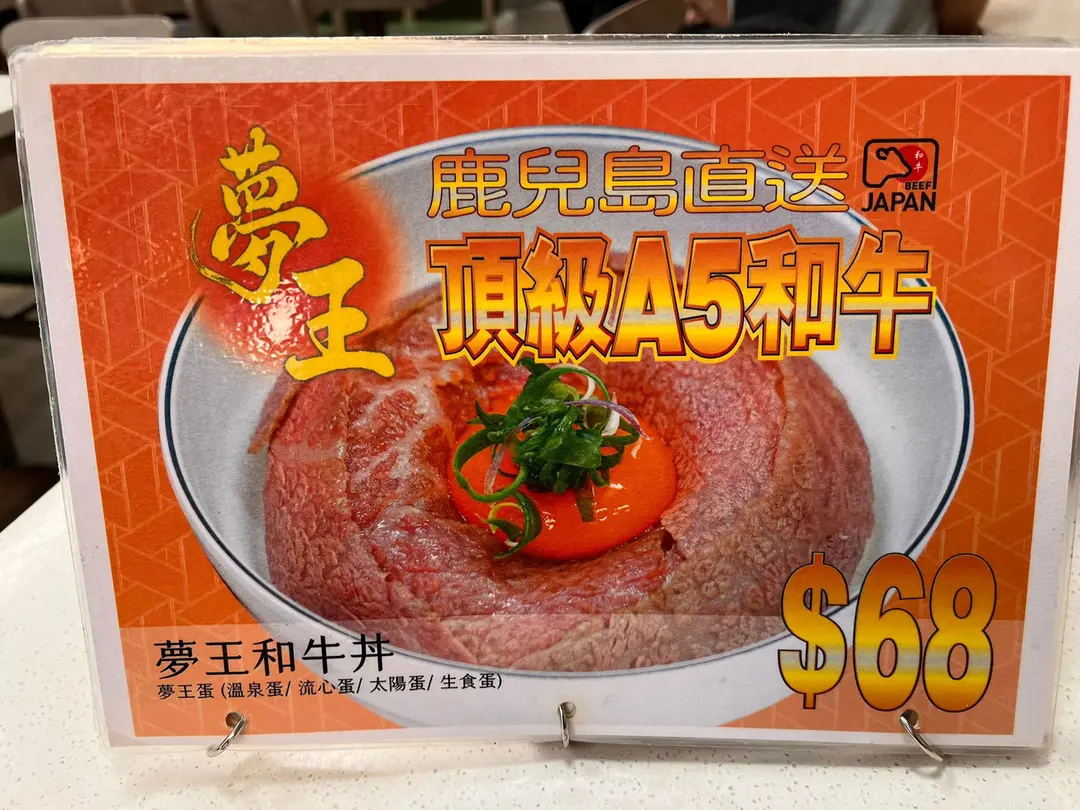 夢王
鹿兒島直送
和牛
BEEF
JAPAN
頂級A5和牛
$68
夢王和牛丼
夢王蛋 (溫泉蛋/ 流心蛋/ 太陽蛋/ 生食蛋)